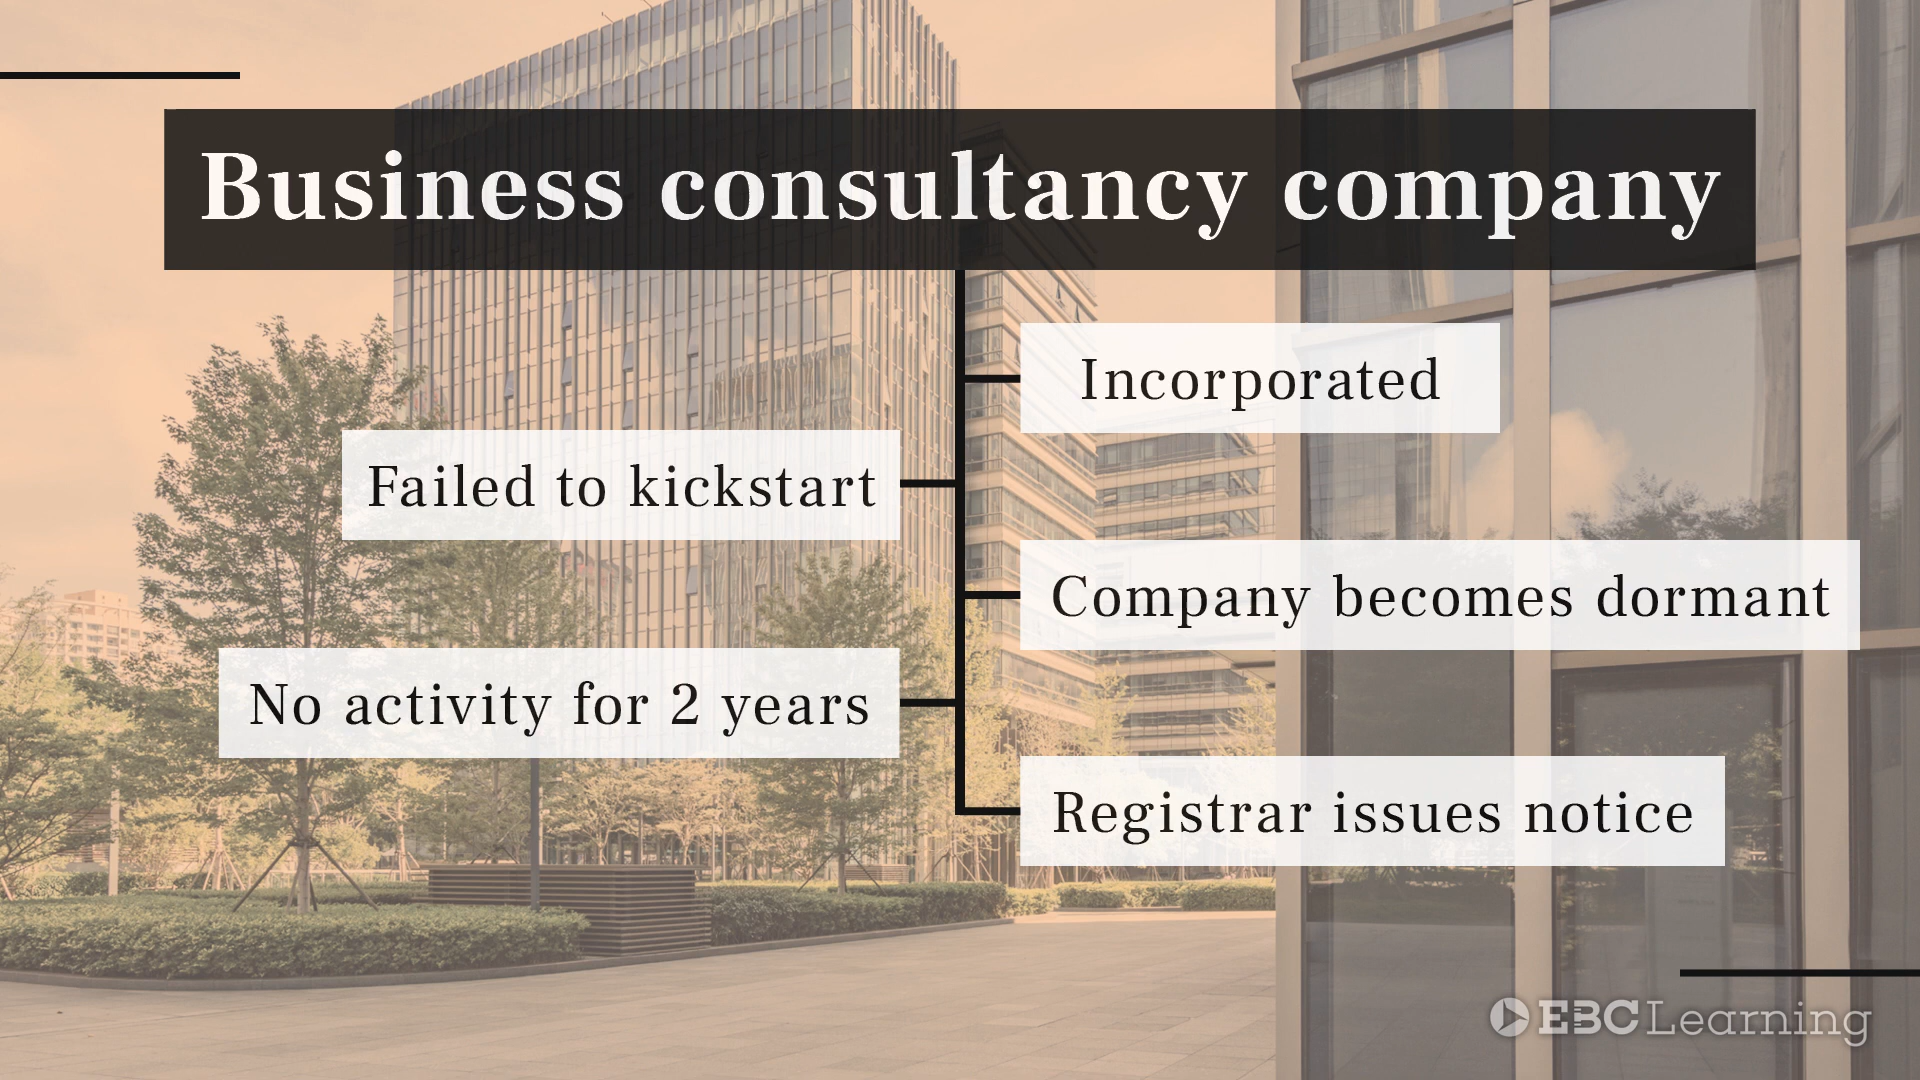 Business consultancy company
Incorporated
Failed to kickstart
Company becomes dormant
No activity for 2 years
Registrar issues notice
EBC Learning